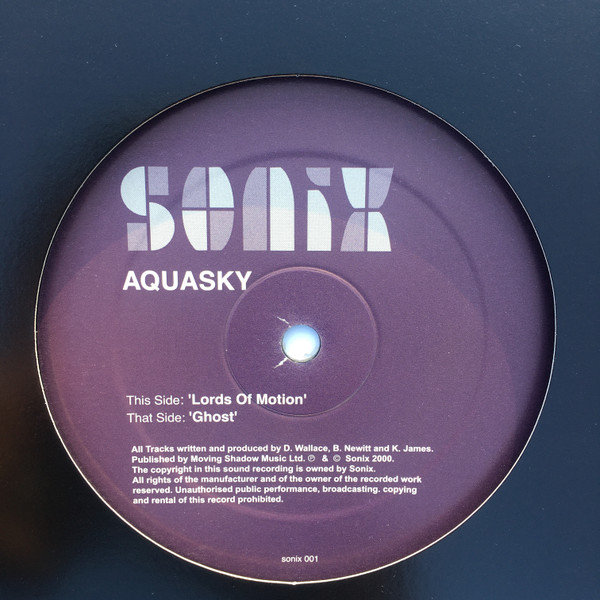 SONiX
AQUASKY
This Side: 'Lords Of Motion'
That Side: 'Ghost'
All Tracks written and produced by D. Wallace, B. Newitt and K. James.
Published by Moving Shadow Music Ltd. ℗ & © Sonix 2000.
The copyright in this sound recording is owned by Sonix.
All rights of the manufacturer and of the owner of the recorded work
reserved. Unauthorised public performance, broadcasting. copying
and rental of this record prohibited.
sonix 001